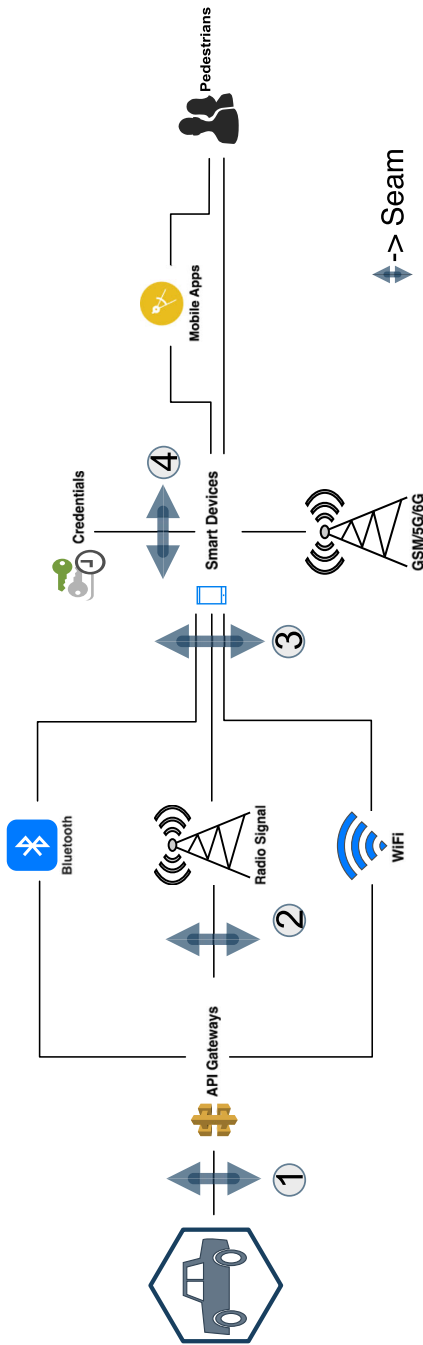 1
API Gateways
2
Bluetooth
Radio Signal
WiFi
3
Smart Devices
Credentials
4
GSM/5G/6G
Mobile Apps
Pedestrians
-> Seam